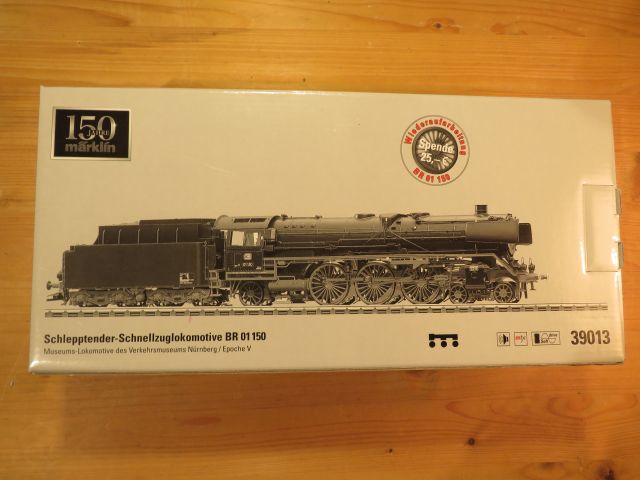 150
JAHRE
märklin
Wiederaufarbeitung
Spende
25,- €
BR 01 150
Schlepptender-Schnellzuglokomotive BR 01 150
Museums-Lokomotive des Verkehrsmuseums Nürnberg / Epoche V
39013